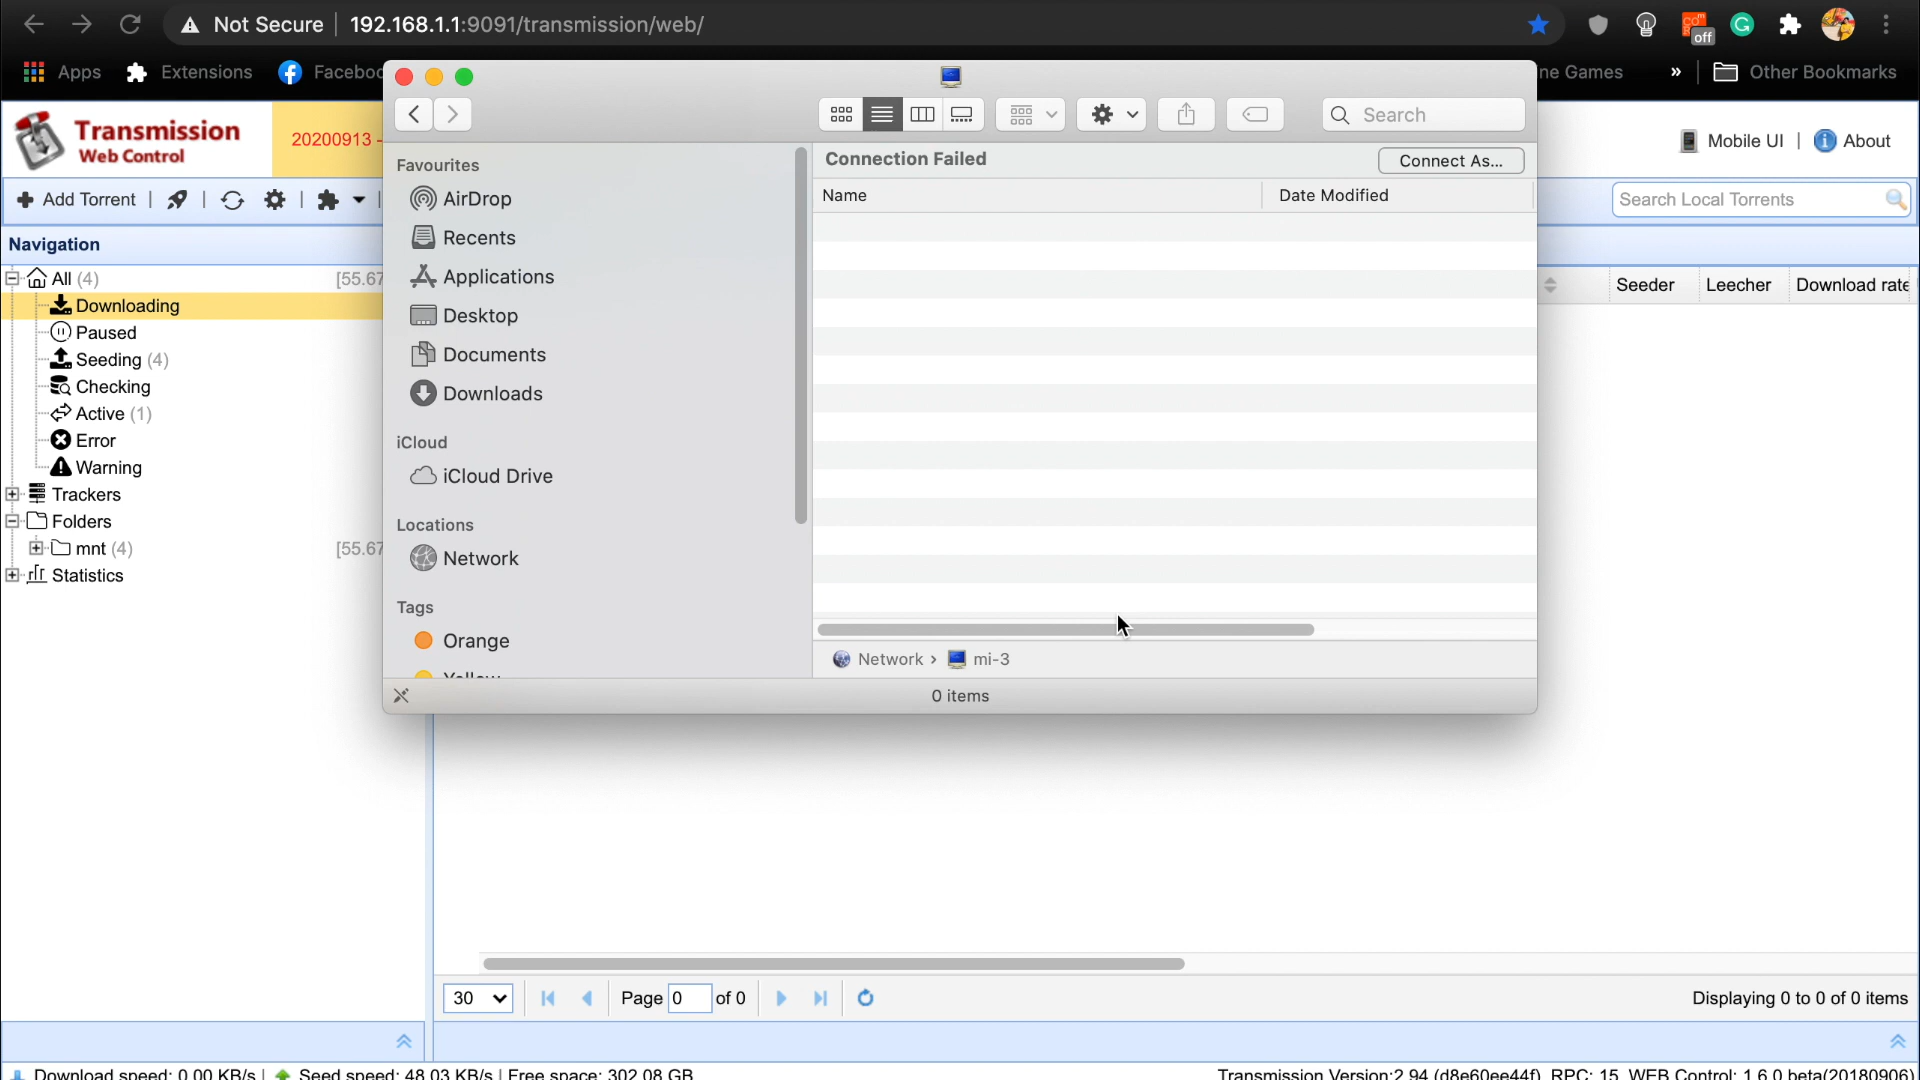 Not Secure 192.168.1.1:9091/transmission/web/
off
Apps Extensions Faceboo ne Games » Other Bookmarks
Transmission
Web Control
20200913 -
Mobile UI | About
Add Torrent
Search Local Torrents
Navigation
All (4) [55.67
Downloading
Paused
Seeding (4)
Checking
Active (1)
Error
Warning
Trackers
Folders
mnt (4) [55.67
Statistics
Search
Favourites
AirDrop
Recents
Applications
Desktop
Documents
Downloads
iCloud
iCloud Drive
Locations
Network
Tags
Orange
Yellow
Connection Failed Connect As...
Name Date Modified
Network › mi-3
0 items
Seeder Leecher Download rate
30 Page 0 of 0 Displaying 0 to 0 of 0 items
Download speed: 0.00 KB/s | Seed speed: 48.03 KB/s | Free space: 302.08 GB Transmission Version:2.94 (d8e60ee44f), RPC: 15, WEB Control: 1.6.0 beta(20180906)